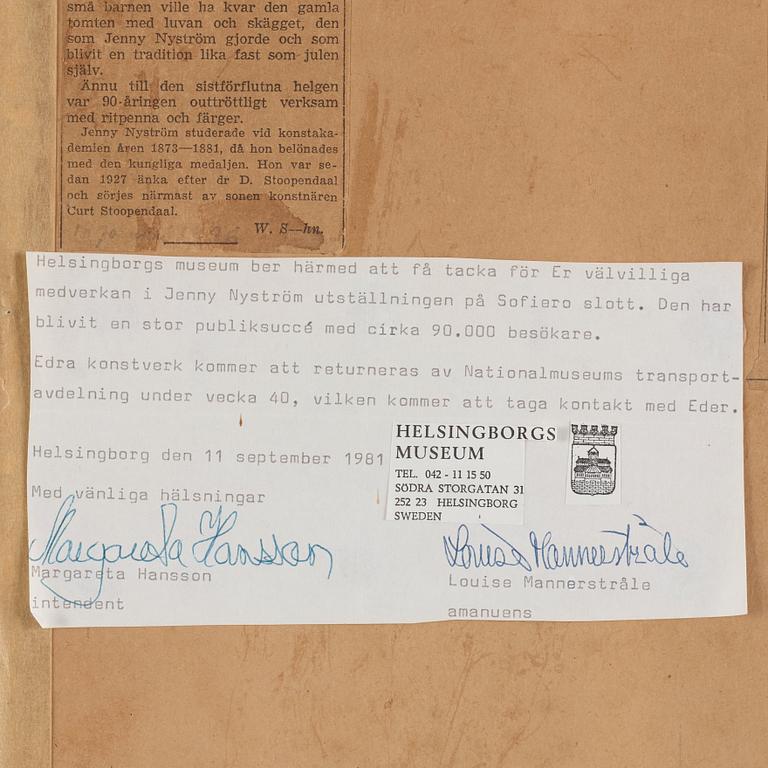 små barnen ville ha kvar den gamla
tomten med luvan och skägget, den
som Jenny Nyström gjorde och som
blivit en tradition lika fast som julen
själv.
Ännu till den sistförflutna helgen
var 90-åringen outtröttligt verksam
med ritpenna och färger.
Jenny Nyström studerade vid konstaka-
demien åren 1873—1881, då hon belönades
med den kungliga medaljen. Hon var se-
dan 1927 änka efter dr D. Stoopendaal
och sörjes närmast av sonen konstnären
Curt Stoopendaal.
W. S—hn.
Helsingborgs museum ber härmed att få tacka för Er välvilliga
medverkan i Jenny Nyström utställningen på Sofiero slott. Den har
blivit en stor publiksuccé med cirka 90.000 besökare.
Edra konstverk kommer att returneras av Nationalmuseums transport-
avdelning under vecka 40, vilken kommer att taga kontakt med Eder.
Helsingborg den 11 september 1981
HELSINGBORGS
MUSEUM
TEL. 042 - 11 15 50
SÖDRA STORGATAN 31
252 23 HELSINGBORG
SWEDEN
Med vänliga hälsningar
Margareta Hansson
Margareta Hansson
intendent
Louise Mannerstråle
Louise Mannerstråle
amanuens